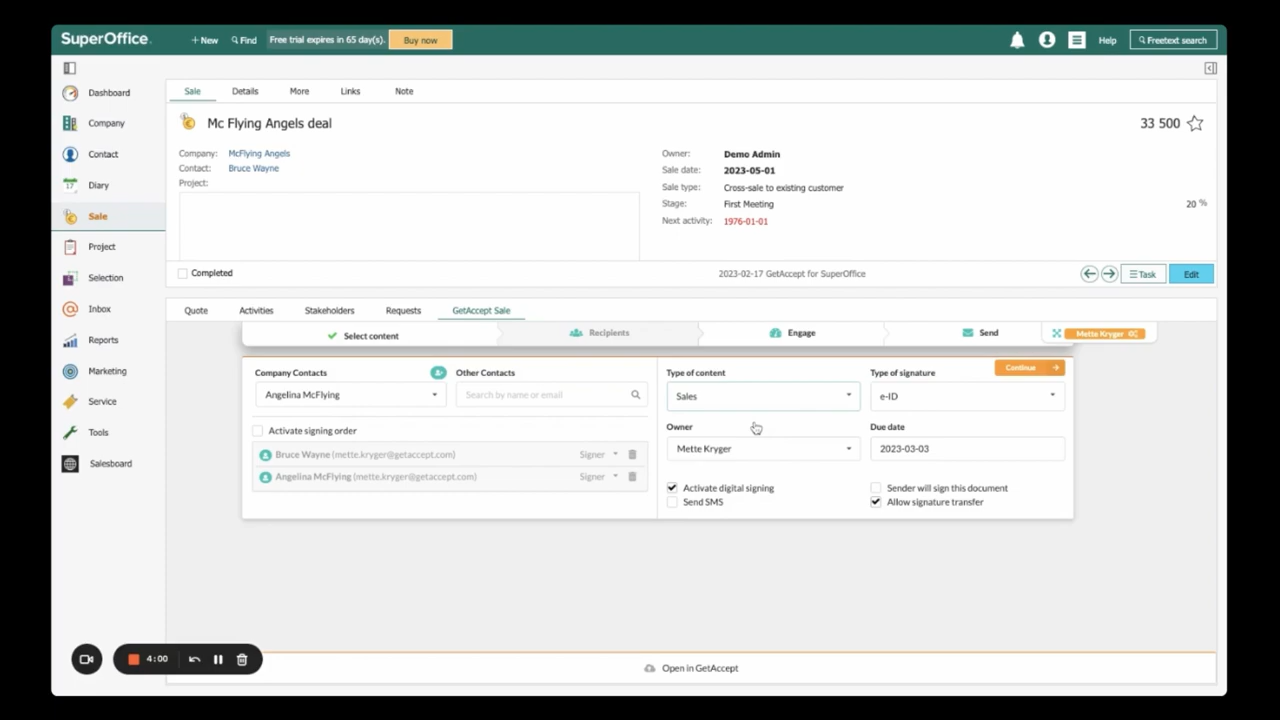 SuperOffice.
+ New
Find
Free trial expires in 65 day(s).
Buy now
Help
Freetext search
Dashboard
Company
Contact
17
Diary
Sale
Project
Selection
Inbox
Reports
Marketing
Service
Tools
Salesboard
Sale
Details
More
Links
Note
Mc Flying Angels deal
33 500
Company: McFlying Angels
Contact: Bruce Wayne
Project:
Owner: Demo Admin
Sale date: 2023-05-01
Sale type: Cross-sale to existing customer
Stage: First Meeting
20 %
Next activity: 1976-01-01
Completed
2023-02-17 GetAccept for SuperOffice
Task
Edit
Quote
Activities
Stakeholders
Requests
GetAccept Sale
Select content
Recipients
Engage
Send
Mette Kryger
Company Contacts
Other Contacts
Angelina McFlying
Search by name or email
Activate signing order
Bruce Wayne (mette.kryger@getaccept.com)
Signer
Angelina McFlying (mette.kryger@getaccept.com)
Signer
Continue
Type of content
Type of signature
Sales
e-ID
Owner
Due date
Mette Kryger
2023-03-03
Activate digital signing
Sender will sign this document
Send SMS
Allow signature transfer
4:00
Open in GetAccept